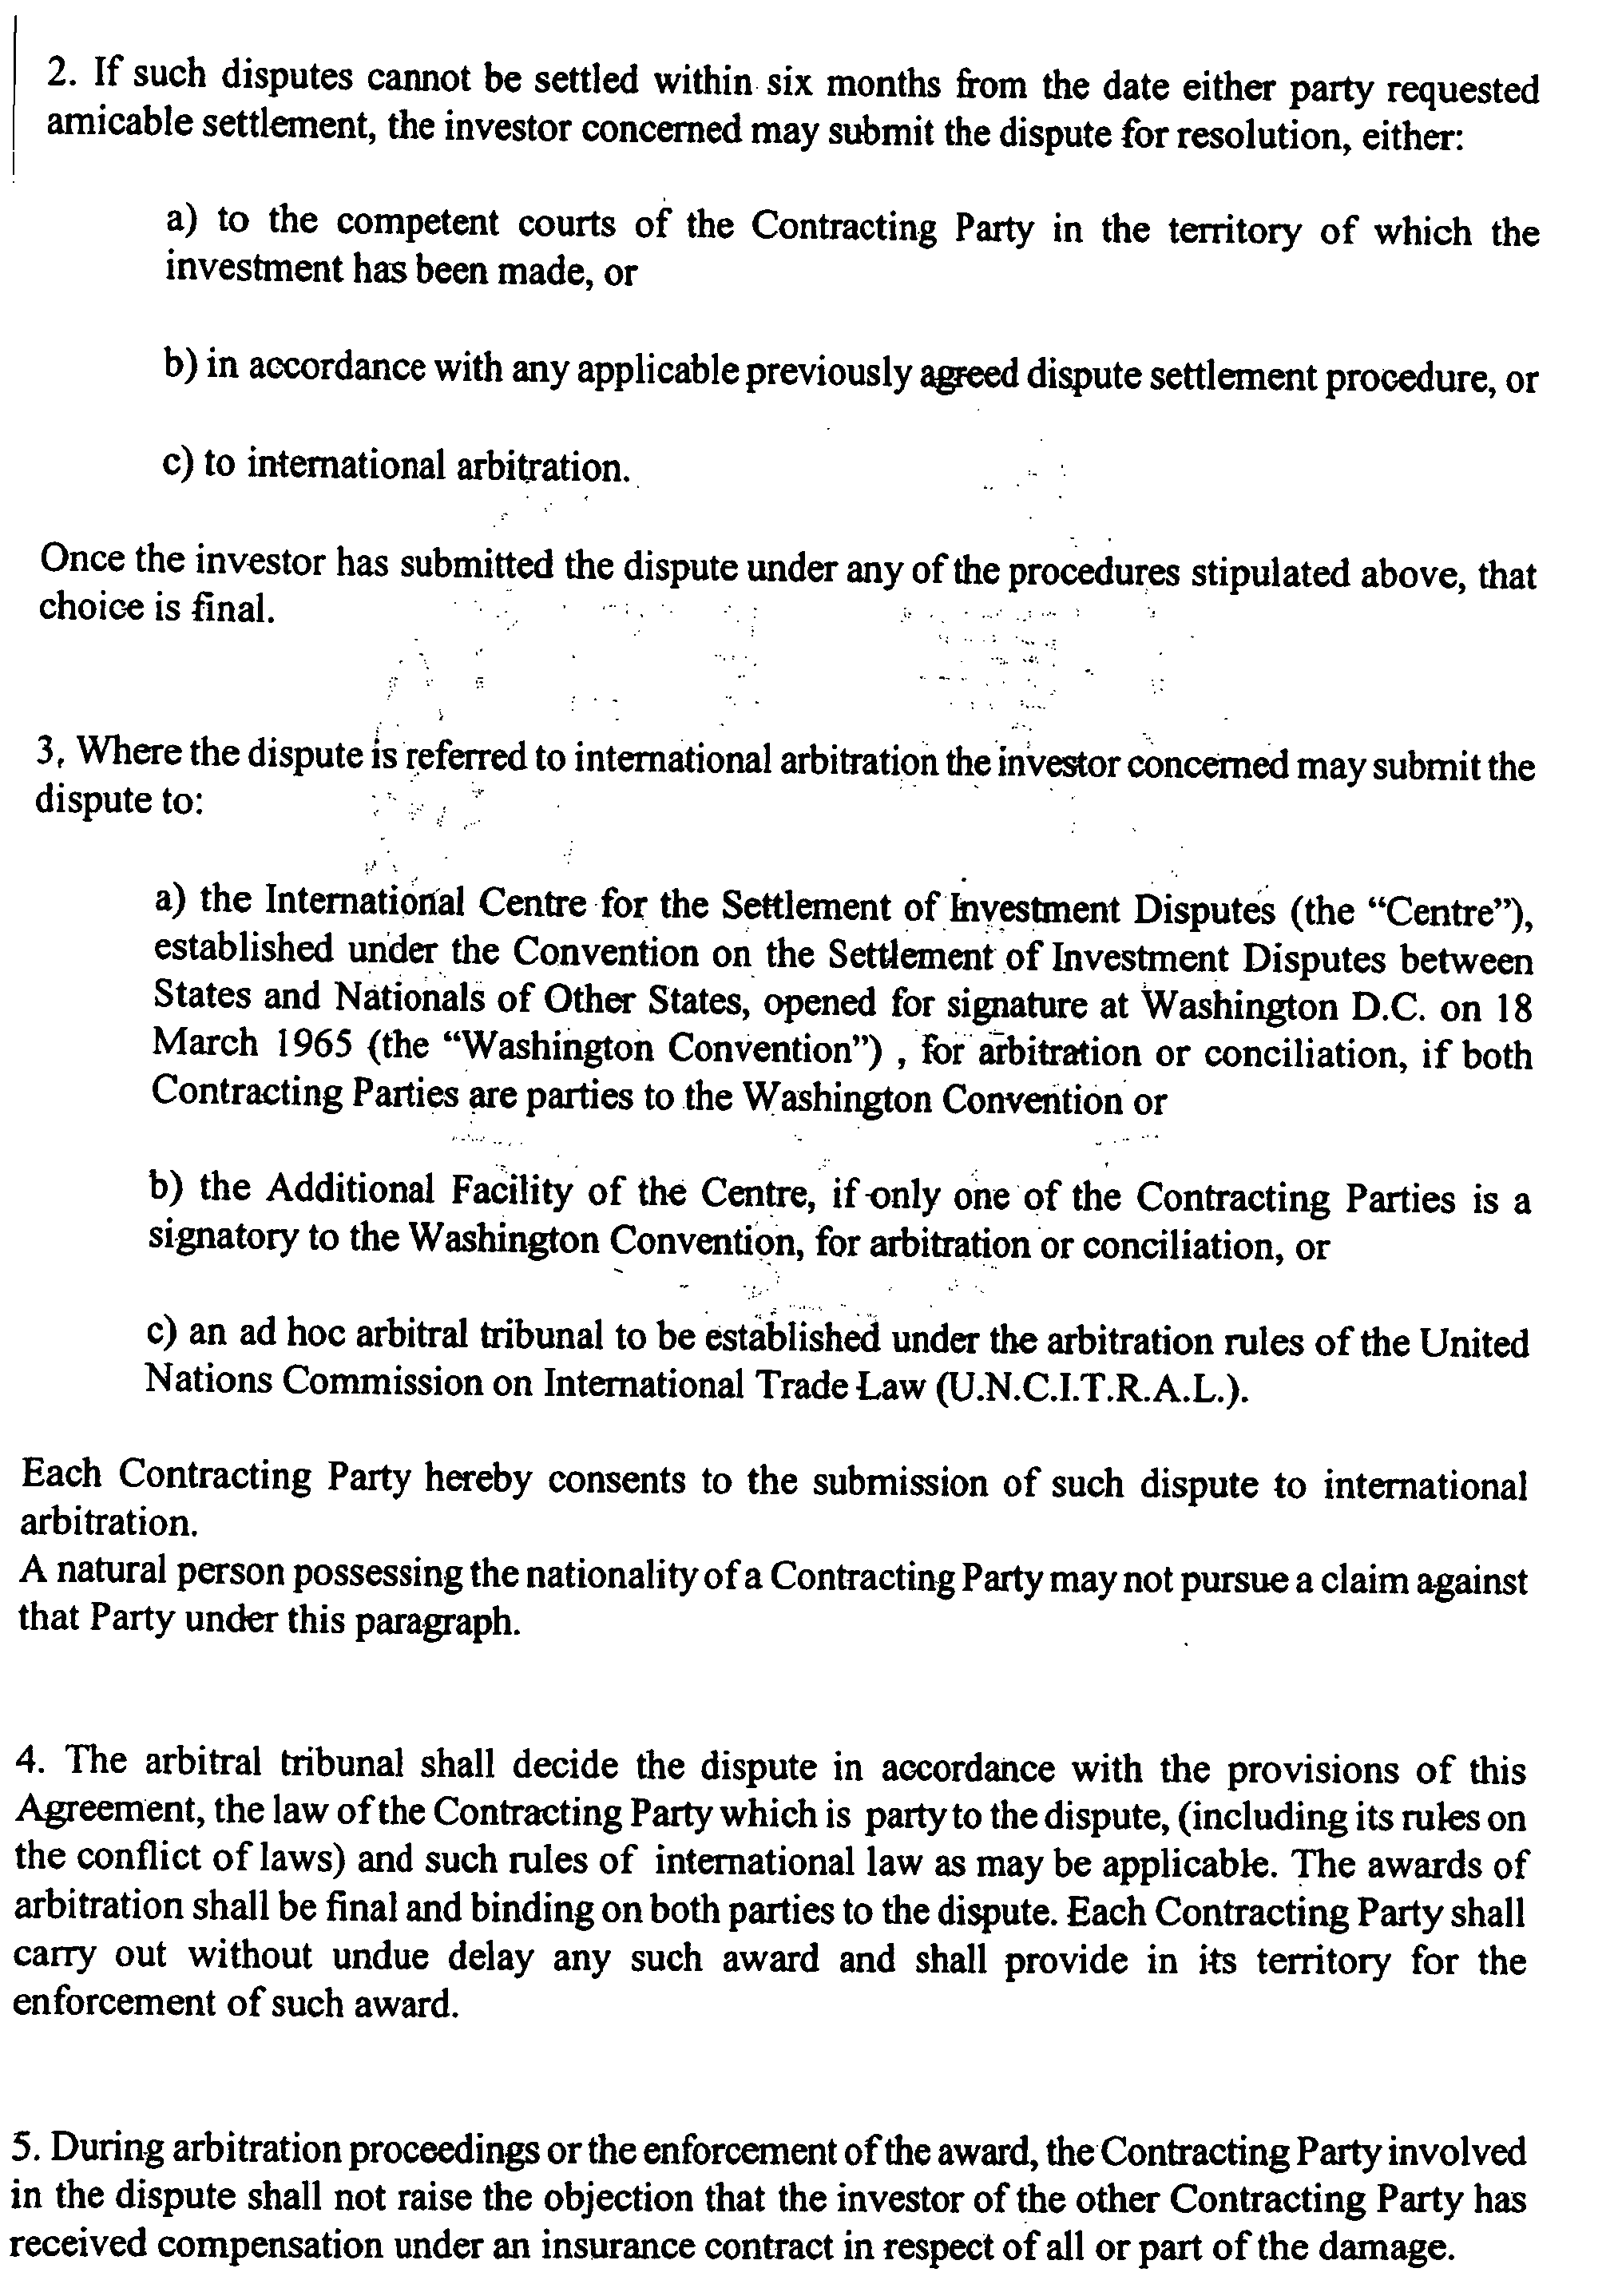 2. If such disputes cannot be settled within six months from the date either party requested
amicable settlement, the investor concerned may submit the dispute for resolution, either:
a) to the competent courts of the Contracting Party in the territory of which the
investment has been made, or
b) in accordance with any applicable previously agreed dispute settlement procedure, or
c) to international arbitration.
Once the investor has submitted the dispute under any of the procedures stipulated above, that
choice is final.
3, Where the dispute is referred to international arbitration the investor concerned may submit the
dispute to:
a) the International Centre for the Settlement of Investment Disputes (the “Centre”),
established under the Convention on the Settlement of Investment Disputes between
States and Nationals of Other States, opened for signature at Washington D.C. on 18
March 1965 (the “Washington Convention”) , for arbitration or conciliation, if both
Contracting Parties are parties to the Washington Convention or
b) the Additional Facility of the Centre, if only one of the Contracting Parties is a
signatory to the Washington Convention, for arbitration or conciliation, or
c) an ad hoc arbitral tribunal to be established under the arbitration rules of the United
Nations Commission on International Trade Law (U.N.C.I.T.R.A.L.).
Each Contracting Party hereby consents to the submission of such dispute to international
arbitration.
A natural person possessing the nationality of a Contracting Party may not pursue a claim against
that Party under this paragraph.
4. The arbitral tribunal shall decide the dispute in accordance with the provisions of this
Agreement, the law of the Contracting Party which is party to the dispute, (including its rules on
the conflict of laws) and such rules of international law as may be applicable. The awards of
arbitration shall be final and binding on both parties to the dispute. Each Contracting Party shall
carry out without undue delay any such award and shall provide in its territory for the
enforcement of such award.
5. During arbitration proceedings or the enforcement of the award, the Contracting Party involved
in the dispute shall not raise the objection that the investor of the other Contracting Party has
received compensation under an insurance contract in respect of all or part of the damage.